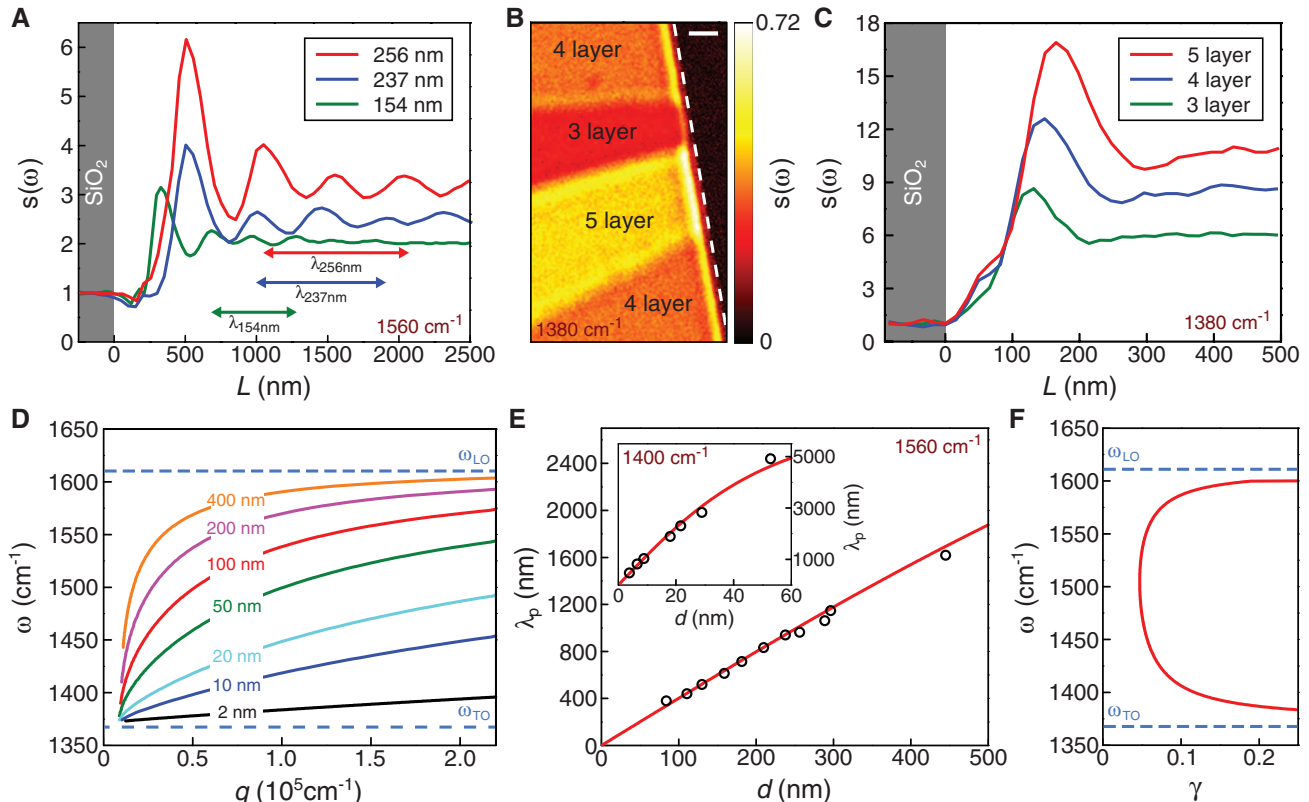 A
s(ω)
6
5
4
3
2
1
0
SiO₂
256 nm
237 nm
154 nm
λ256nm
λ237nm
λ154nm
1560 cm⁻¹
0 500 1000 1500 2000 2500
L (nm)
B
4 layer
3 layer
5 layer
4 layer
1380 cm⁻¹
0.72
s(ω)
0
C
s(ω)
18
15
12
9
6
3
0
SiO₂
5 layer
4 layer
3 layer
1380 cm⁻¹
0 100 200 300 400 500
L (nm)
D
ω (cm⁻¹)
1650
1600
1550
1500
1450
1400
1350
ωLO
400 nm
200 nm
100 nm
50 nm
20 nm
10 nm
2 nm
ωTO
0 0.5 1.0 1.5 2.0
q (10⁵cm⁻¹)
E
λp (nm)
2400
2000
1600
1200
800
400
0
1560 cm⁻¹
1400 cm⁻¹
5000
3000
1000
λp (nm)
0 20 40 60
d (nm)
0 100 200 300 400 500
d (nm)
F
ω (cm⁻¹)
1650
1600
1550
1500
1450
1400
1350
ωLO
ωTO
0 0.1 0.2
γ